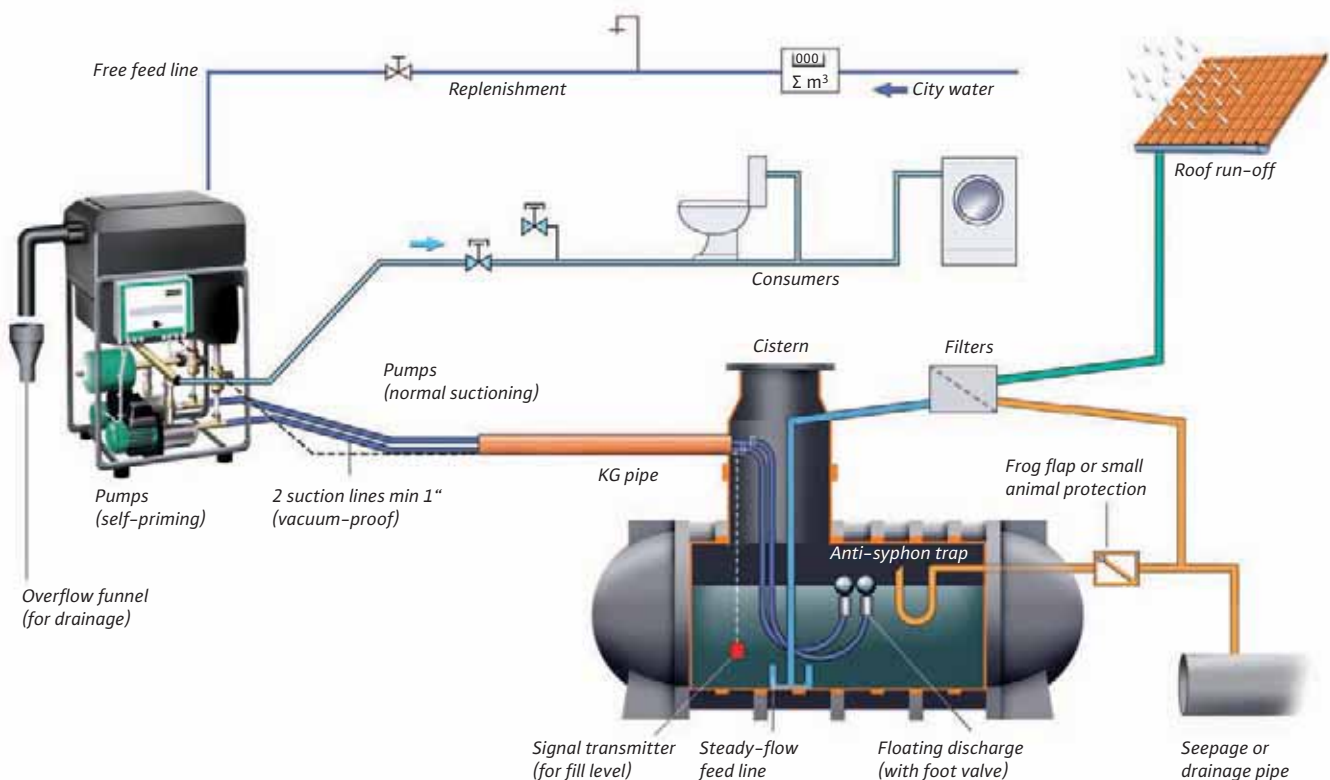 Free feed line
Replenishment
000
Σ m³
City water
Roof run-off
Consumers
Pumps
(normal suctioning)
Cistern
Filters
KG pipe
Pumps
(self-priming)
2 suction lines min 1“
(vacuum-proof)
Frog flap or small
animal protection
Anti-syphon trap
Overflow funnel
(for drainage)
Signal transmitter
(for fill level)
Steady-flow
feed line
Floating discharge
(with foot valve)
Seepage or
drainage pipe